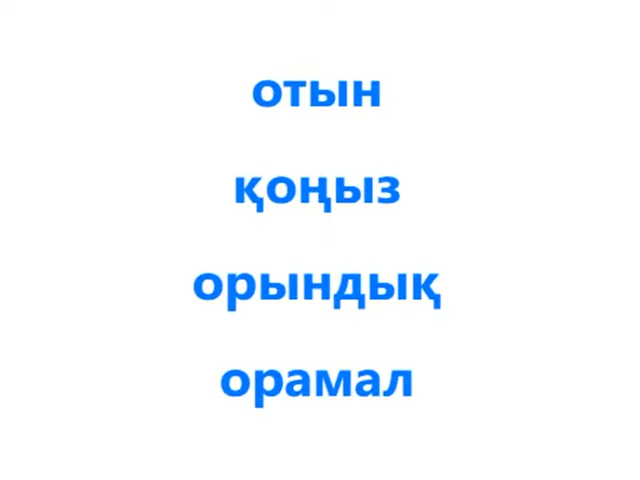 отын
қоңыз
орындық
орамал